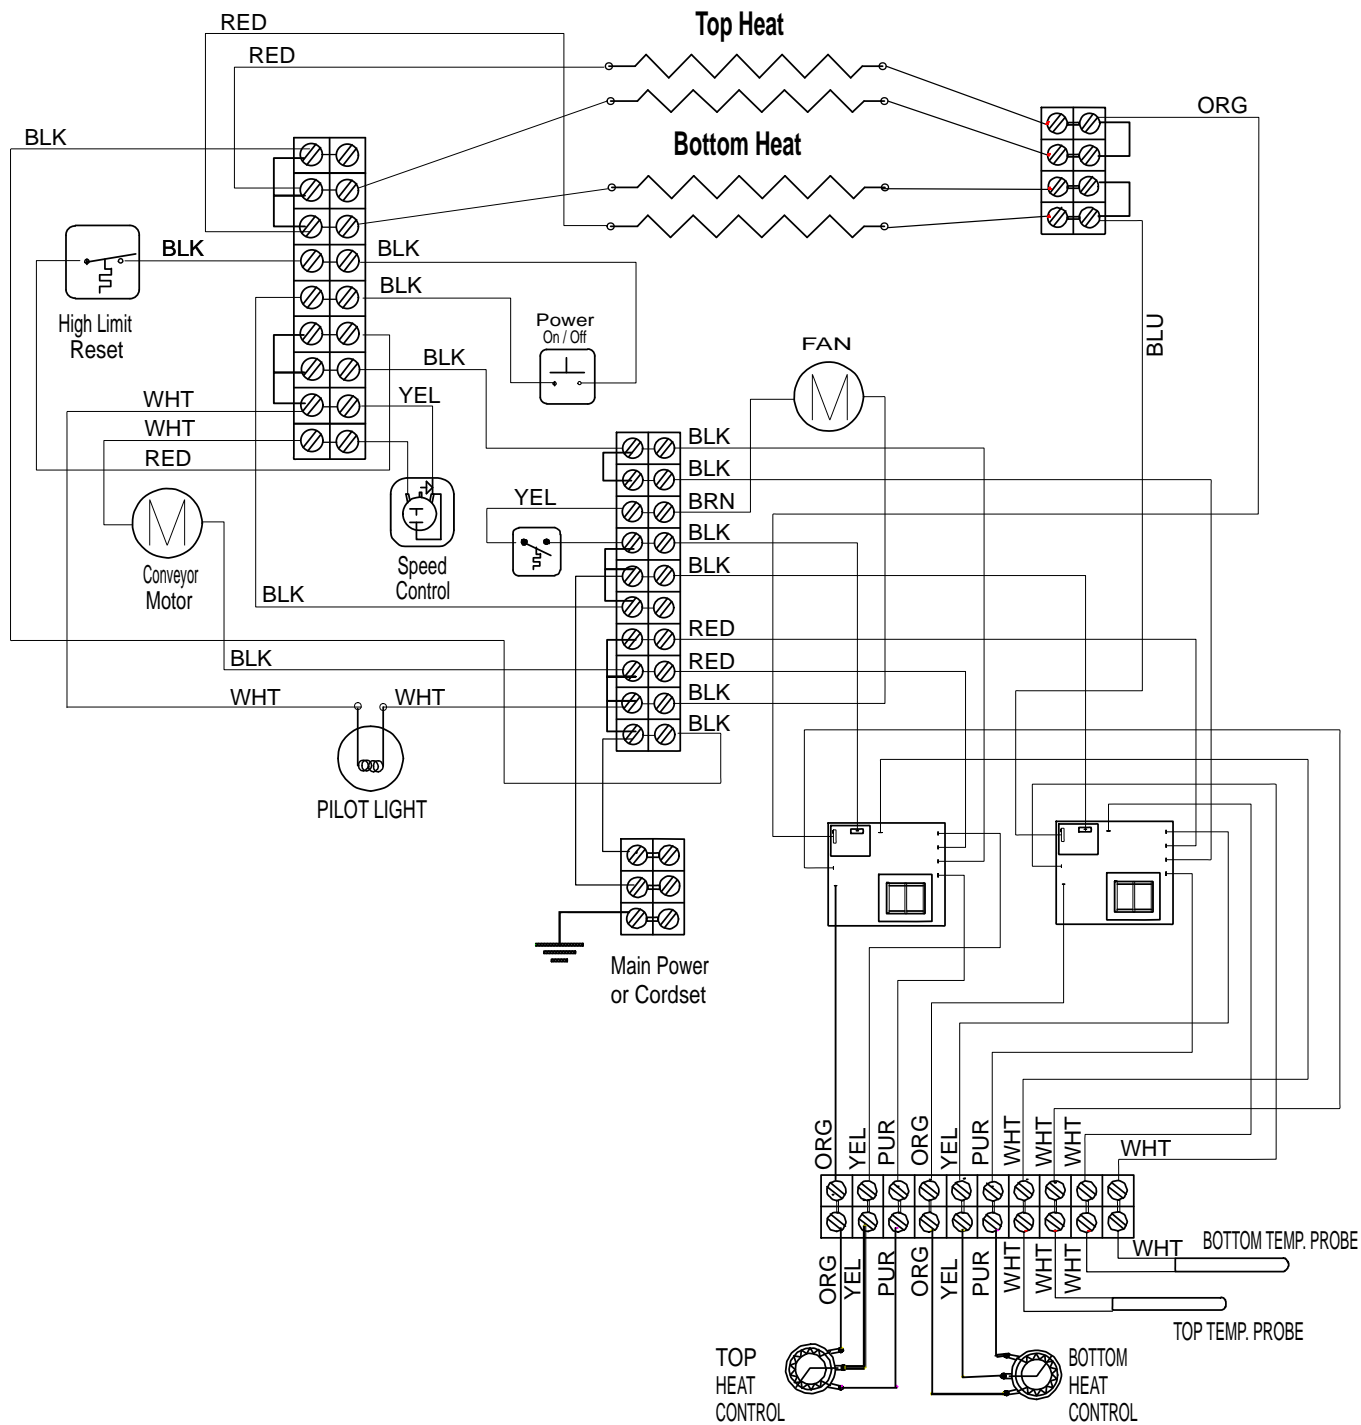 Top Heat
RED
RED
ORG
BLK
Bottom Heat
BLK
BLK
BLK
High Limit
Reset
Power
On / Off
BLU
FAN
BLK
WHT
YEL
WHT
RED
BLK
BLK
YEL
BRN
BLK
BLK
Speed
Control
Conveyor
Motor
BLK
RED
BLK
RED
WHT
WHT
BLK
BLK
PILOT LIGHT
Main Power
or Cordset
ORG
YEL
PUR
ORG
YEL
PUR
WHT
WHT
WHT
WHT
ORG
YEL
PUR
ORG
YEL
PUR
WHT
WHT
WHT
WHT
BOTTOM TEMP. PROBE
TOP TEMP. PROBE
TOP
HEAT
CONTROL
BOTTOM
HEAT
CONTROL